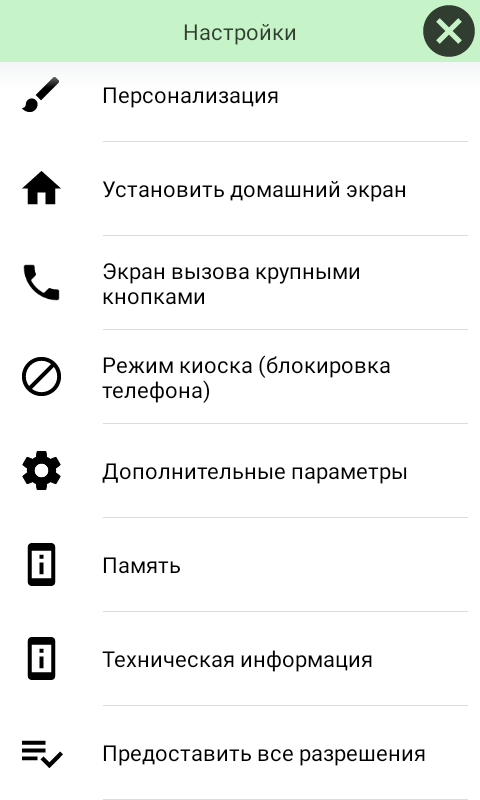 Настройки
Персонализация
Установить домашний экран
Экран вызова крупными
кнопками
Режим киоска (блокировка
телефона)
Дополнительные параметры
Память
Техническая информация
Предоставить все разрешения